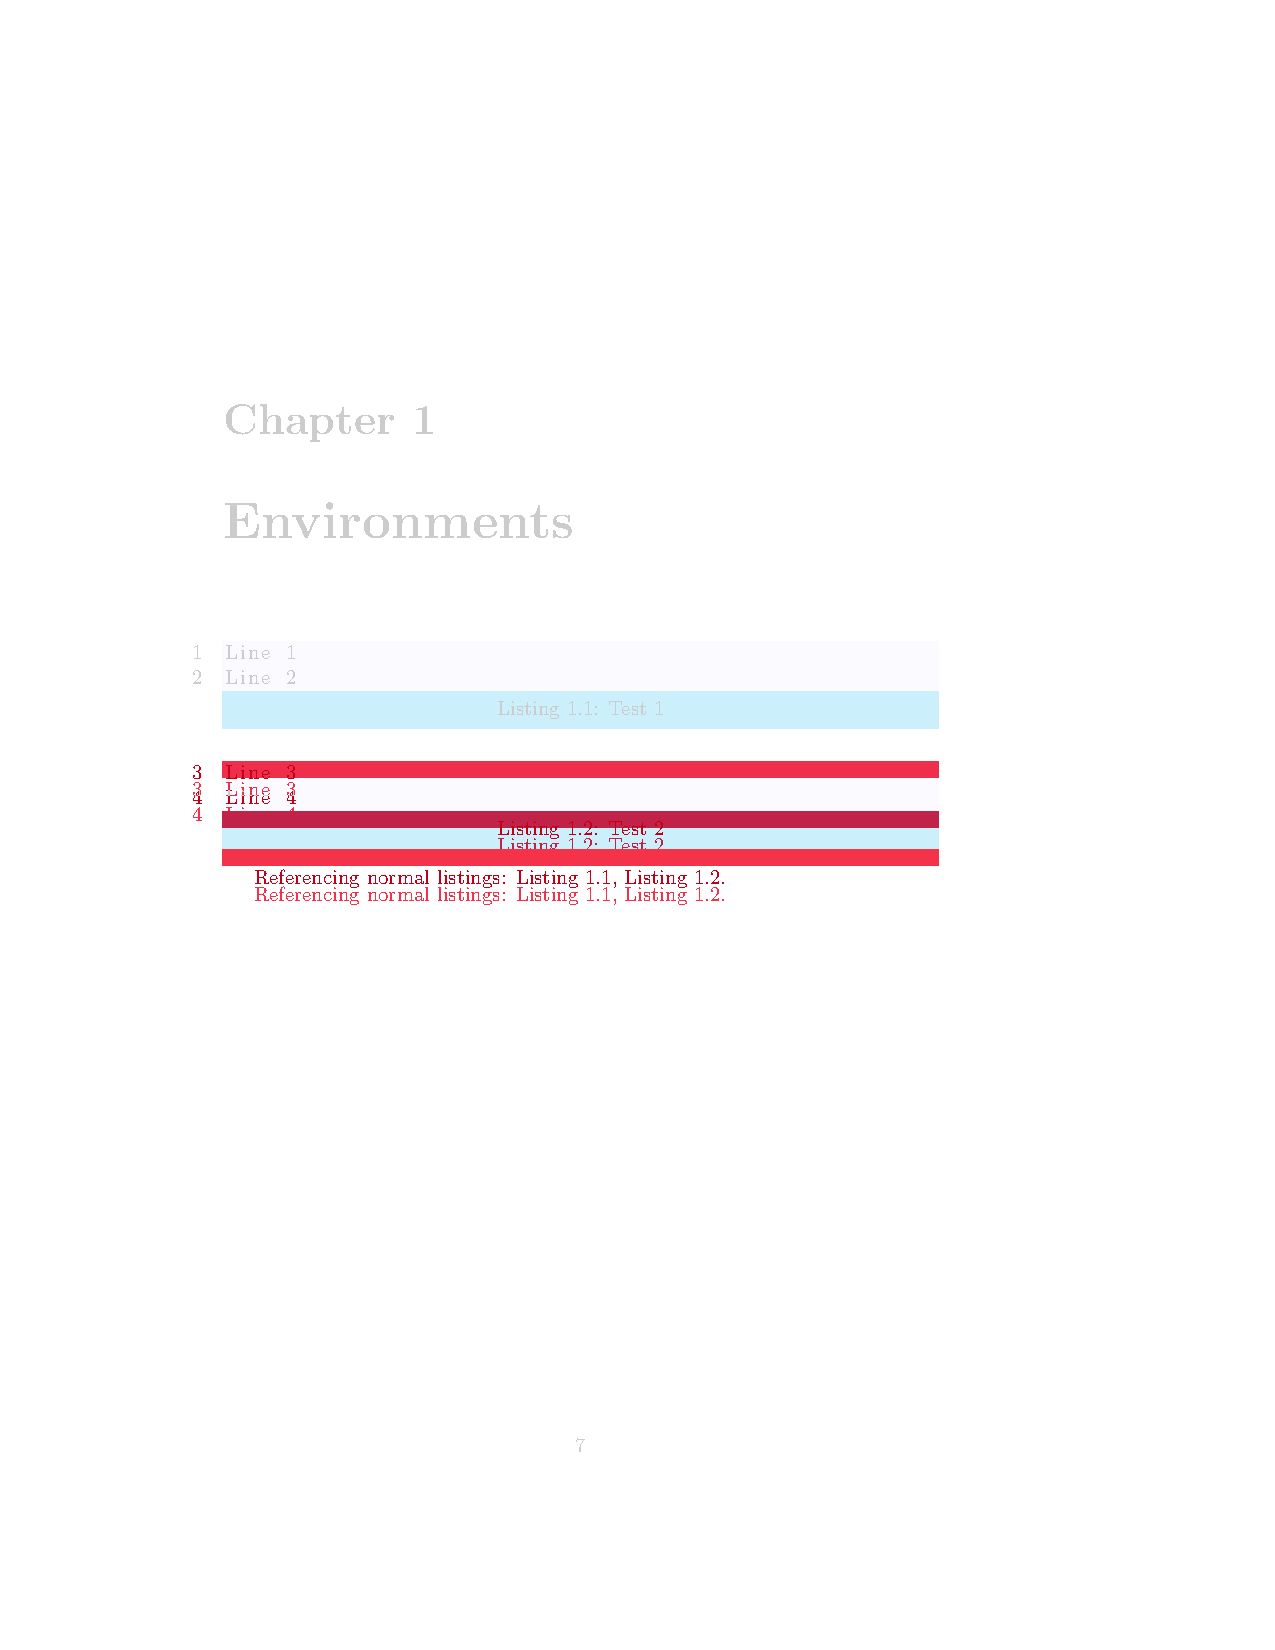 Chapter 1
Environments
1 Line 1
2 Line 2
Listing 1.1: Test 1
3 Line 3
3 Line 3
4 Line 4
4 Line 4
Listing 1.2: Test 2
Listing 1.2: Test 2
Referencing normal listings: Listing 1.1, Listing 1.2.
Referencing normal listings: Listing 1.1, Listing 1.2.
7